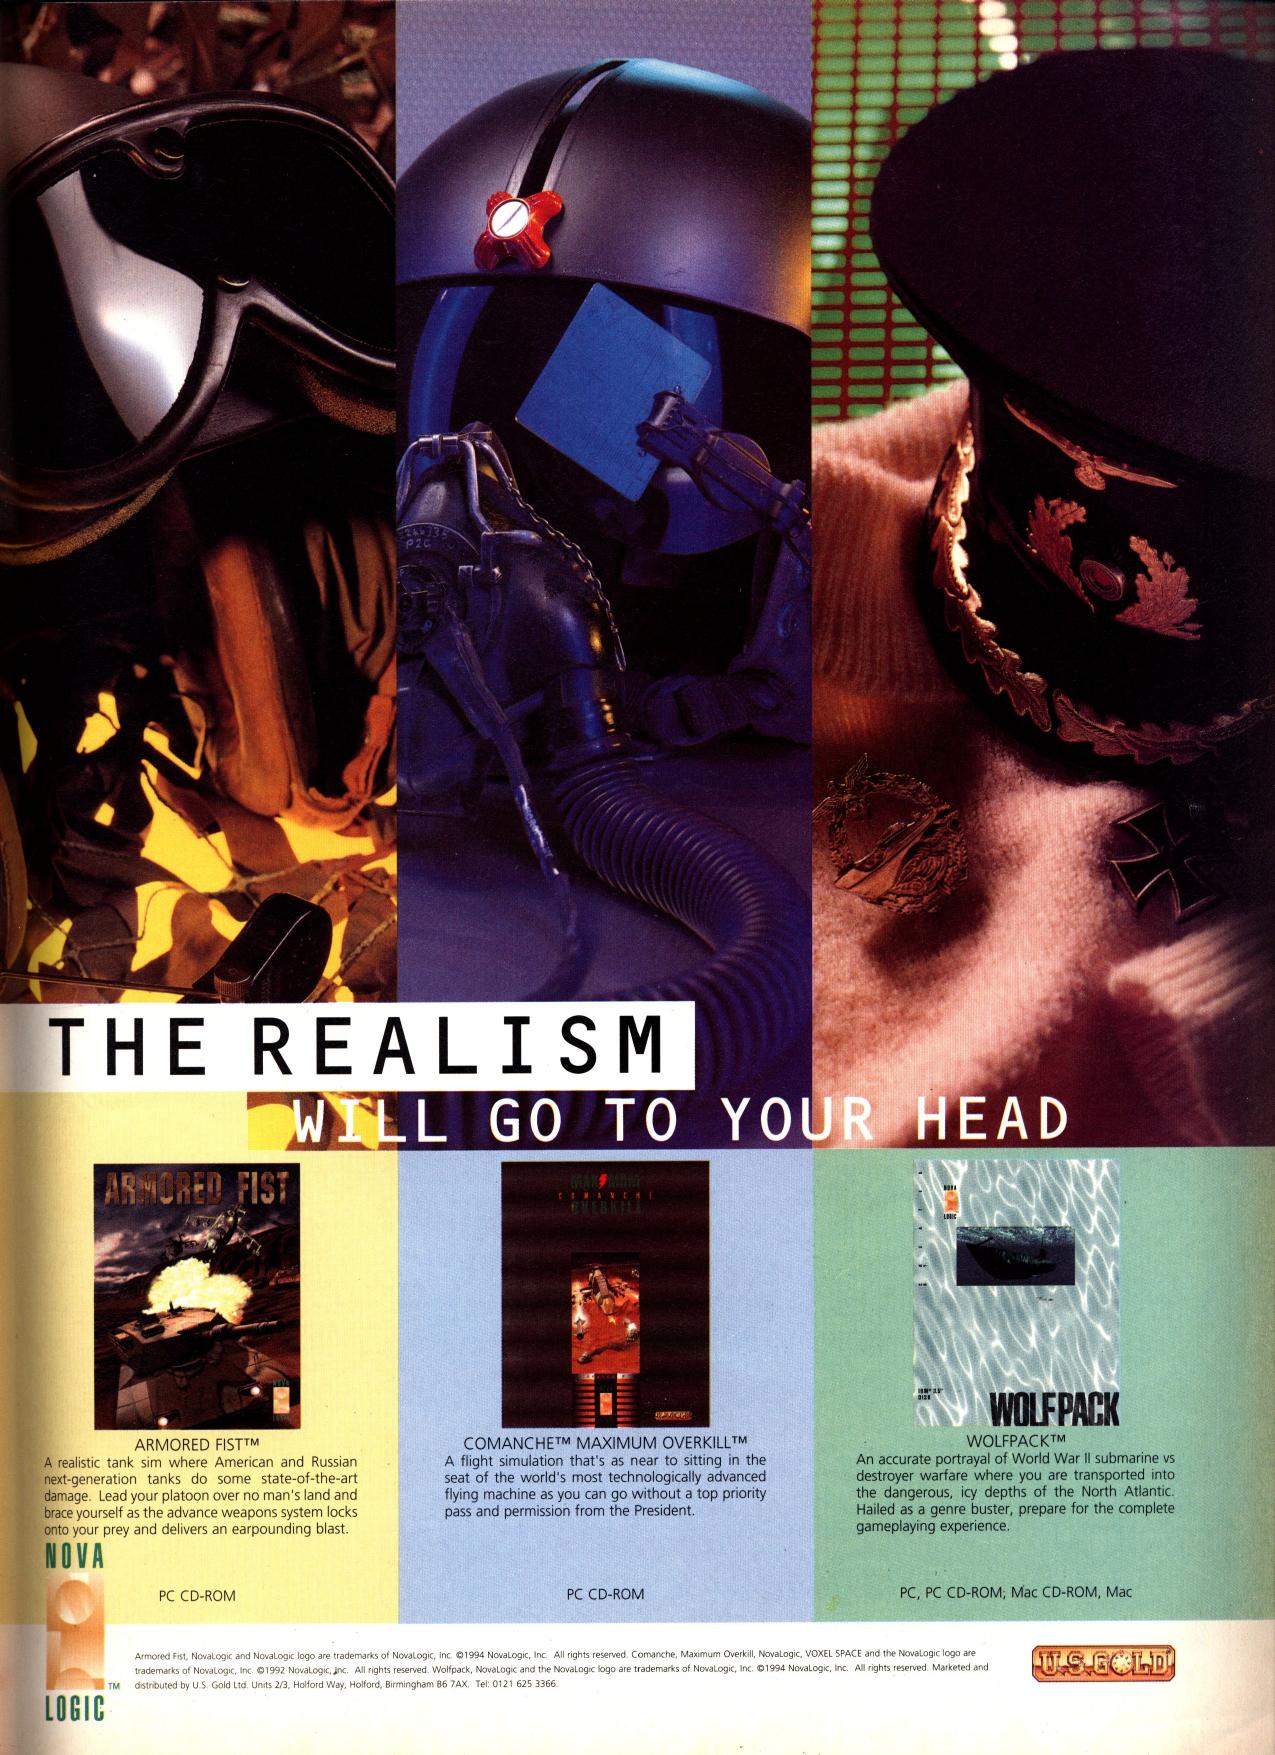 THE REALISM
WILL GO TO YOUR HEAD
ARMORED FIST
NOVA
LOGIC
MAXIMUM
COMANCHE
OVERKILL
U.S. GOLD
NOVA
LOGIC
IBM® 3.5"
DISK
WOLFPACK
ARMORED FIST™
A realistic tank sim where American and Russian
next-generation tanks do some state-of-the-art
damage. Lead your platoon over no man's land and
brace yourself as the advance weapons system locks
onto your prey and delivers an earpounding blast.
PC CD-ROM
COMANCHE™ MAXIMUM OVERKILL™
A flight simulation that's as near to sitting in the
seat of the world's most technologically advanced
flying machine as you can go without a top priority
pass and permission from the President.
PC CD-ROM
WOLFPACK™
An accurate portrayal of World War II submarine vs
destroyer warfare where you are transported into
the dangerous, icy depths of the North Atlantic.
Hailed as a genre buster, prepare for the complete
gameplaying experience.
PC, PC CD-ROM; Mac CD-ROM, Mac
NOVA
LOGIC™
Armored Fist, NovaLogic and NovaLogic logo are trademarks of NovaLogic, Inc. ©1994 NovaLogic, Inc. All rights reserved. Comanche, Maximum Overkill, NovaLogic, VOXEL SPACE and the NovaLogic logo are
trademarks of NovaLogic, Inc. ©1992 NovaLogic, Inc. All rights reserved. Wolfpack, NovaLogic and the NovaLogic logo are trademarks of NovaLogic, Inc. ©1994 NovaLogic, Inc. All rights reserved. Marketed and
distributed by U.S. Gold Ltd. Units 2/3, Holford Way, Holford, Birmingham B6 7AX. Tel: 0121 625 3366.
U.S. GOLD